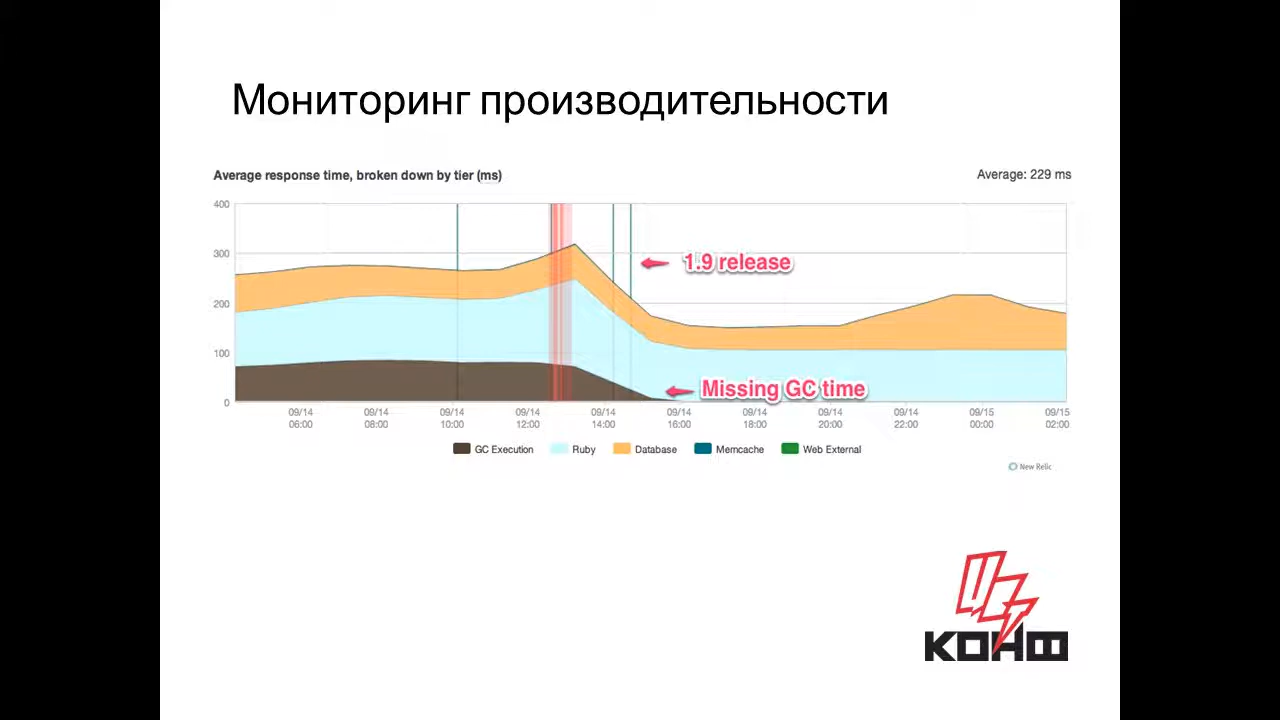 Мониторинг производительности
Average response time, broken down by tier (ms)
Average: 229 ms
400
300
200
100
0
1.9 release
Missing GC time
09/14 09/14 09/14 09/14 09/14 09/14 09/14 09/14 09/14 09/15 09/15
06:00 08:00 10:00 12:00 14:00 16:00 18:00 20:00 22:00 00:00 02:00
GC Execution Ruby Database Memcache Web External
New Relic
ИТ
КОНФ